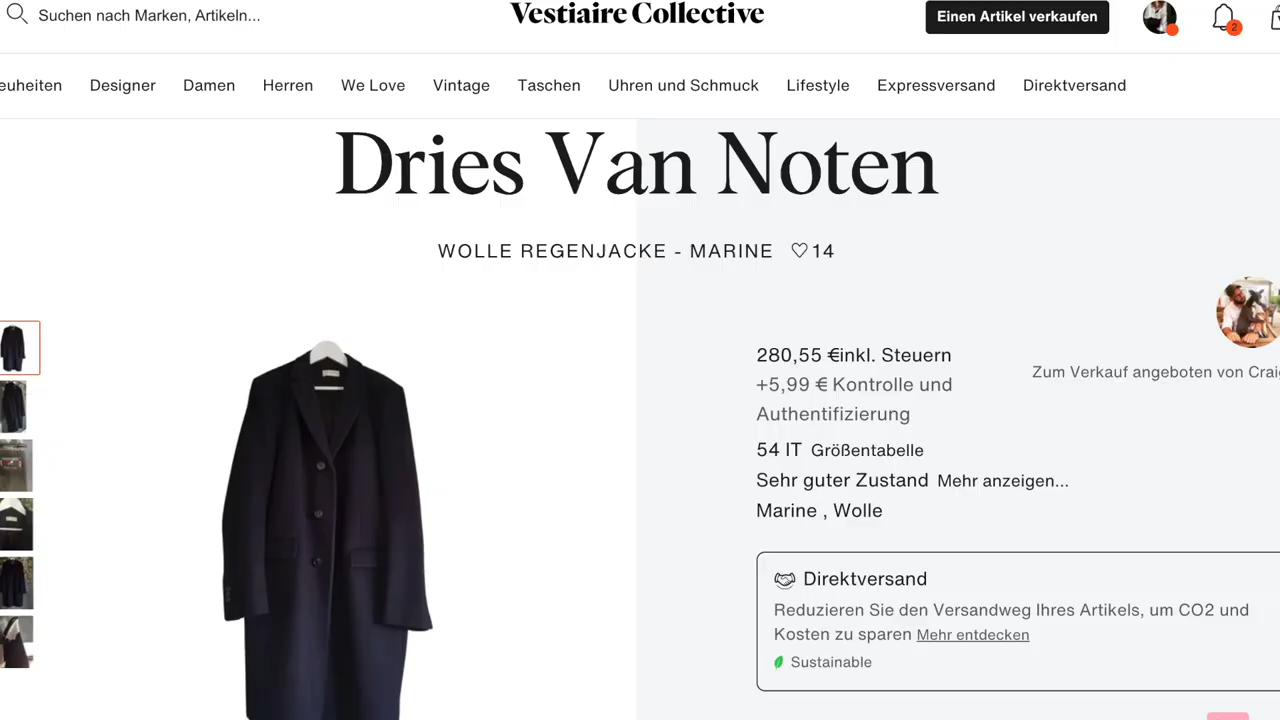 Suchen nach Marken, Artikeln...
Vestiaire Collective
Einen Artikel verkaufen
2
euheiten Designer Damen Herren We Love Vintage Taschen Uhren und Schmuck Lifestyle Expressversand Direktversand
Dries Van Noten
WOLLE REGENJACKE - MARINE ♡ 14
280,55 €inkl. Steuern
+5,99 € Kontrolle und
Authentifizierung
Zum Verkauf angeboten von Craig
54 IT Größentabelle
Sehr guter Zustand Mehr anzeigen...
Marine , Wolle
Direktversand
Reduzieren Sie den Versandweg Ihres Artikels, um CO2 und
Kosten zu sparen Mehr entdecken
Sustainable